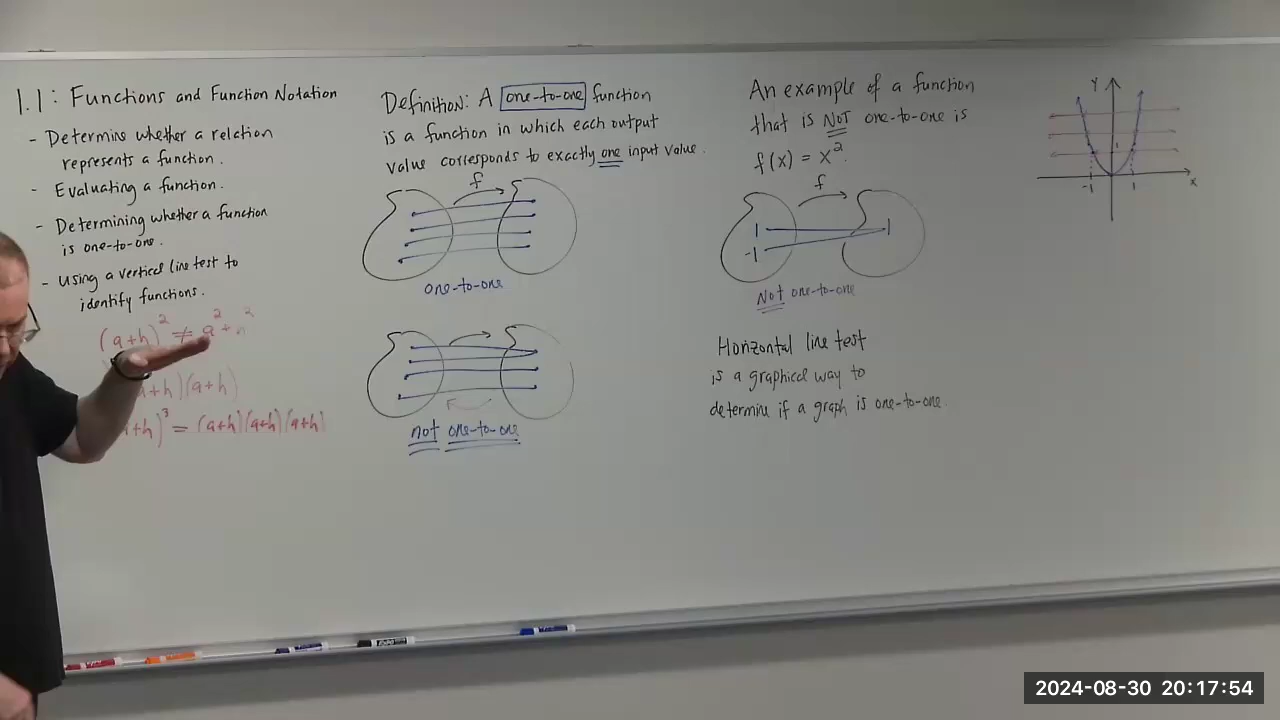 1.1: Functions and Function Notation
- Determine whether a relation
represents a function.
- Evaluating a function.
- Determining whether a function
is one-to-one.
- Using a vertical line test to
identify functions.
(a+h)² ≠ a² + h²
a+h)(a+h)
+h)³ = (a+h)(a+h)(a+h)
Definition: A one-to-one function
is a function in which each output
value corresponds to exactly one input value.
f
one-to-one
not one-to-one
An example of a function
that is NOT one-to-one is
f(x) = x².
f
1
-1
1
Not one-to-one
Horizontal line test
is a graphical way to
determine if a graph is one-to-one.
Y
1
-1
1
x
2024-08-30 20:17:54